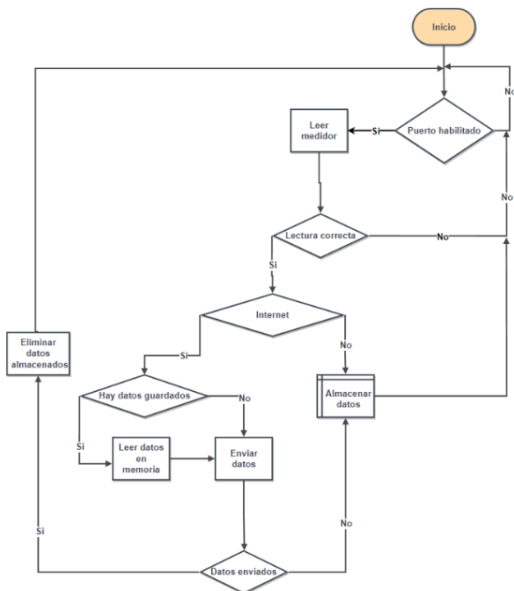 Inicio
No
Puerto habilitado
Si
Leer
medidor
No
Lectura correcta
No
Si
Internet
Si
No
Eliminar
datos
almacenados
Hay datos guardados
No
Almacenar
datos
Si
Leer datos
en
memoria
Enviar
datos
Si
No
Datos enviados